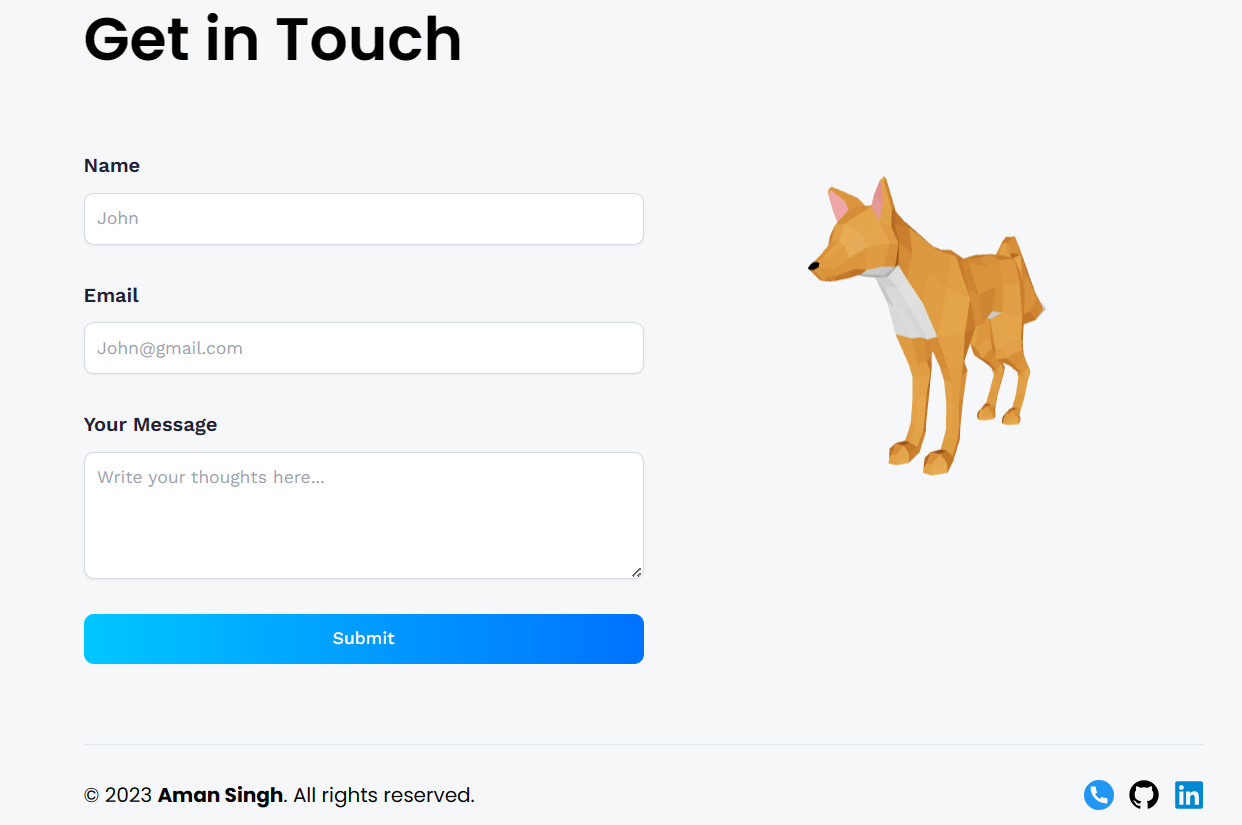 Get in Touch
Name
John
Email
John@gmail.com
Your Message
Write your thoughts here...
Submit
© 2023 Aman Singh. All rights reserved.
in